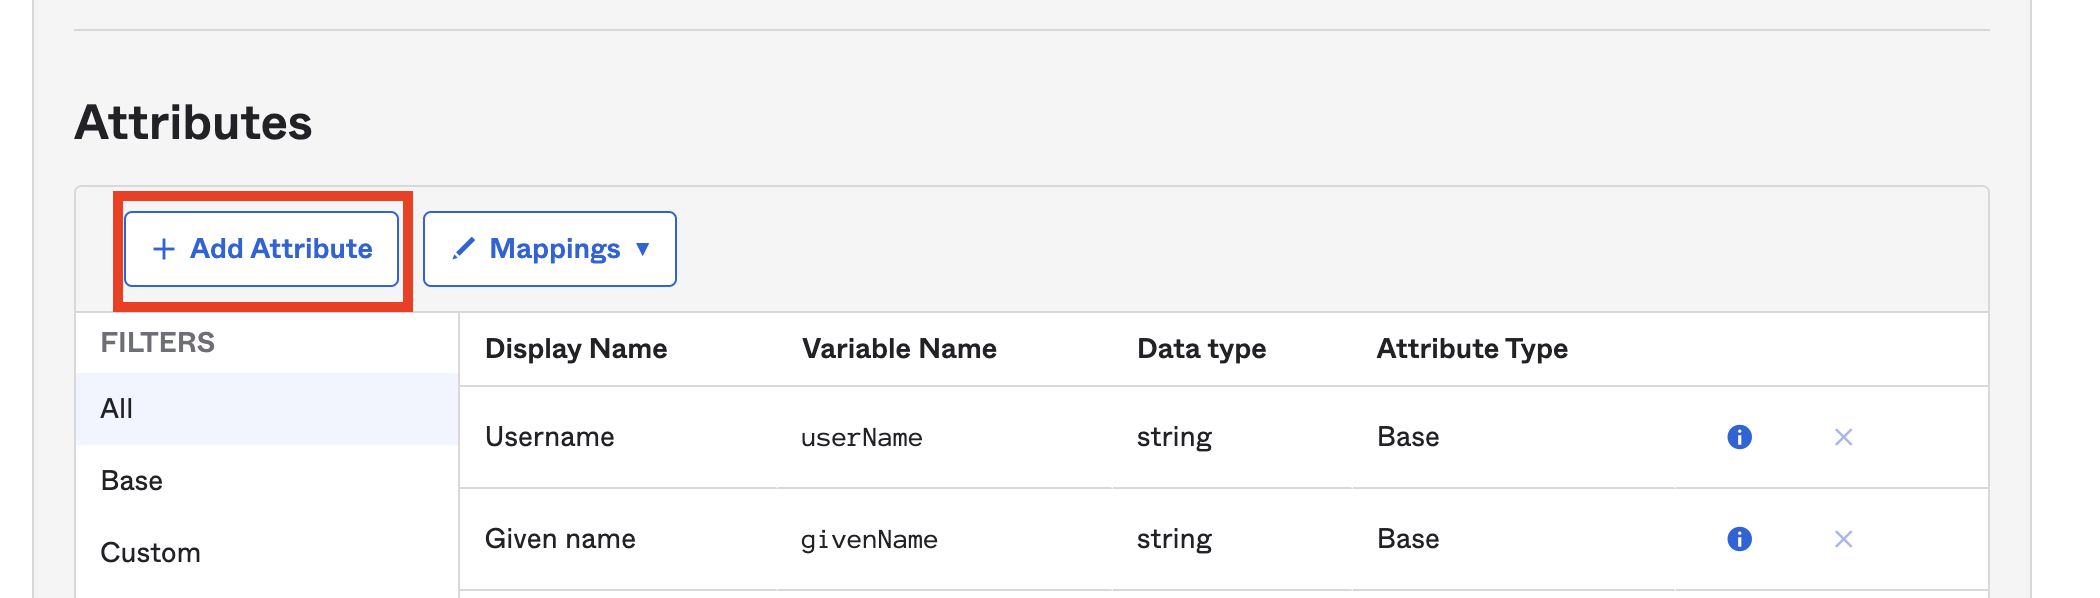 Attributes
Add Attribute
Mappings
FILTERS
All
Base
Custom
Display Name Variable Name Data type Attribute Type
Username userName string Base
Given name givenName string Base